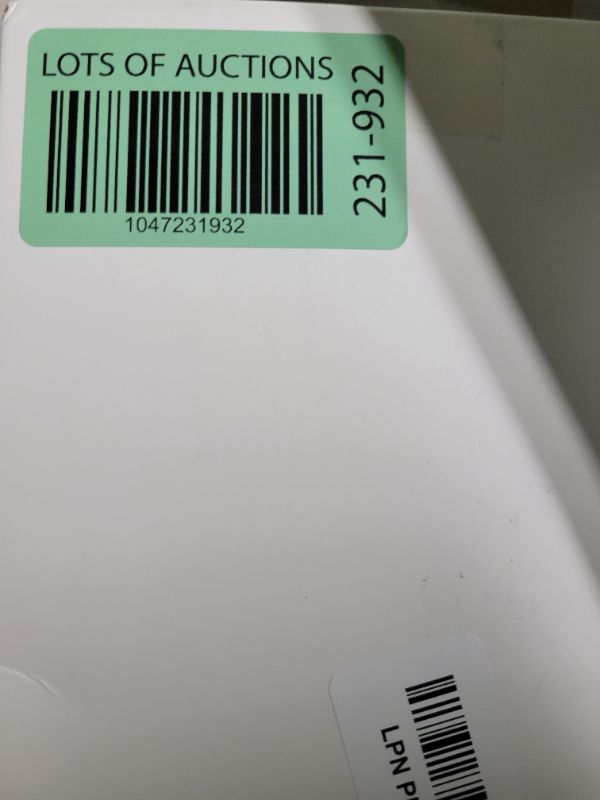 LOTS OF AUCTIONS
231-932
1047231932
LPN P